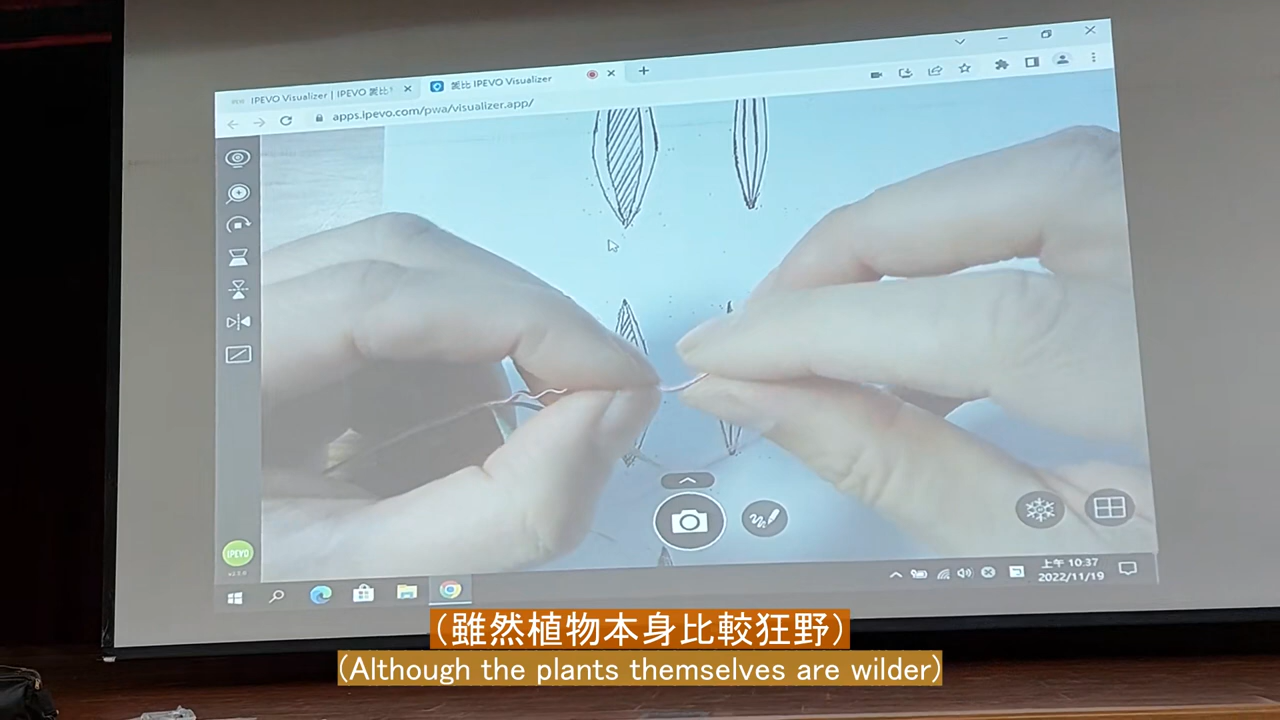 IPEVO Visualizer | IPEVO 愛比
愛比 IPEVO Visualizer
apps.ipevo.com/pwa/visualizer.app/
IPEVO
上午 10:37
2022/11/19
(雖然植物本身比較狂野)
(Although the plants themselves are wilder)